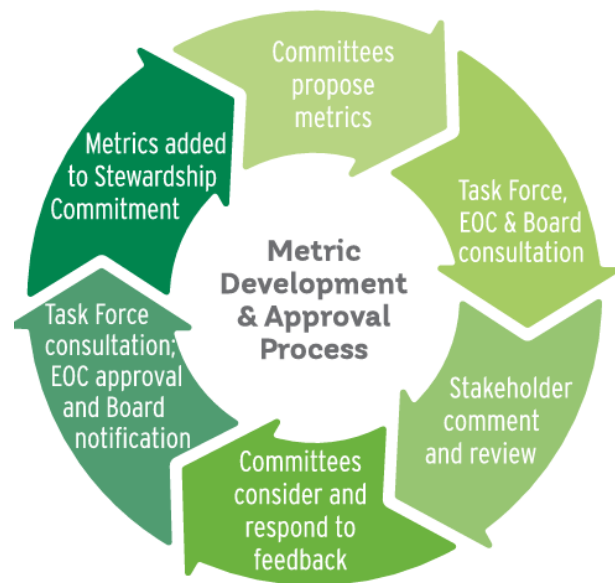 Committees
propose
metrics
Task Force,
EOC & Board
consultation
Stakeholder
comment
and review
Committees
consider and
respond to
feedback
Task Force
consultation;
EOC approval
and Board
notification
Metrics added
to Stewardship
Commitment
Metric
Development
& Approval
Process